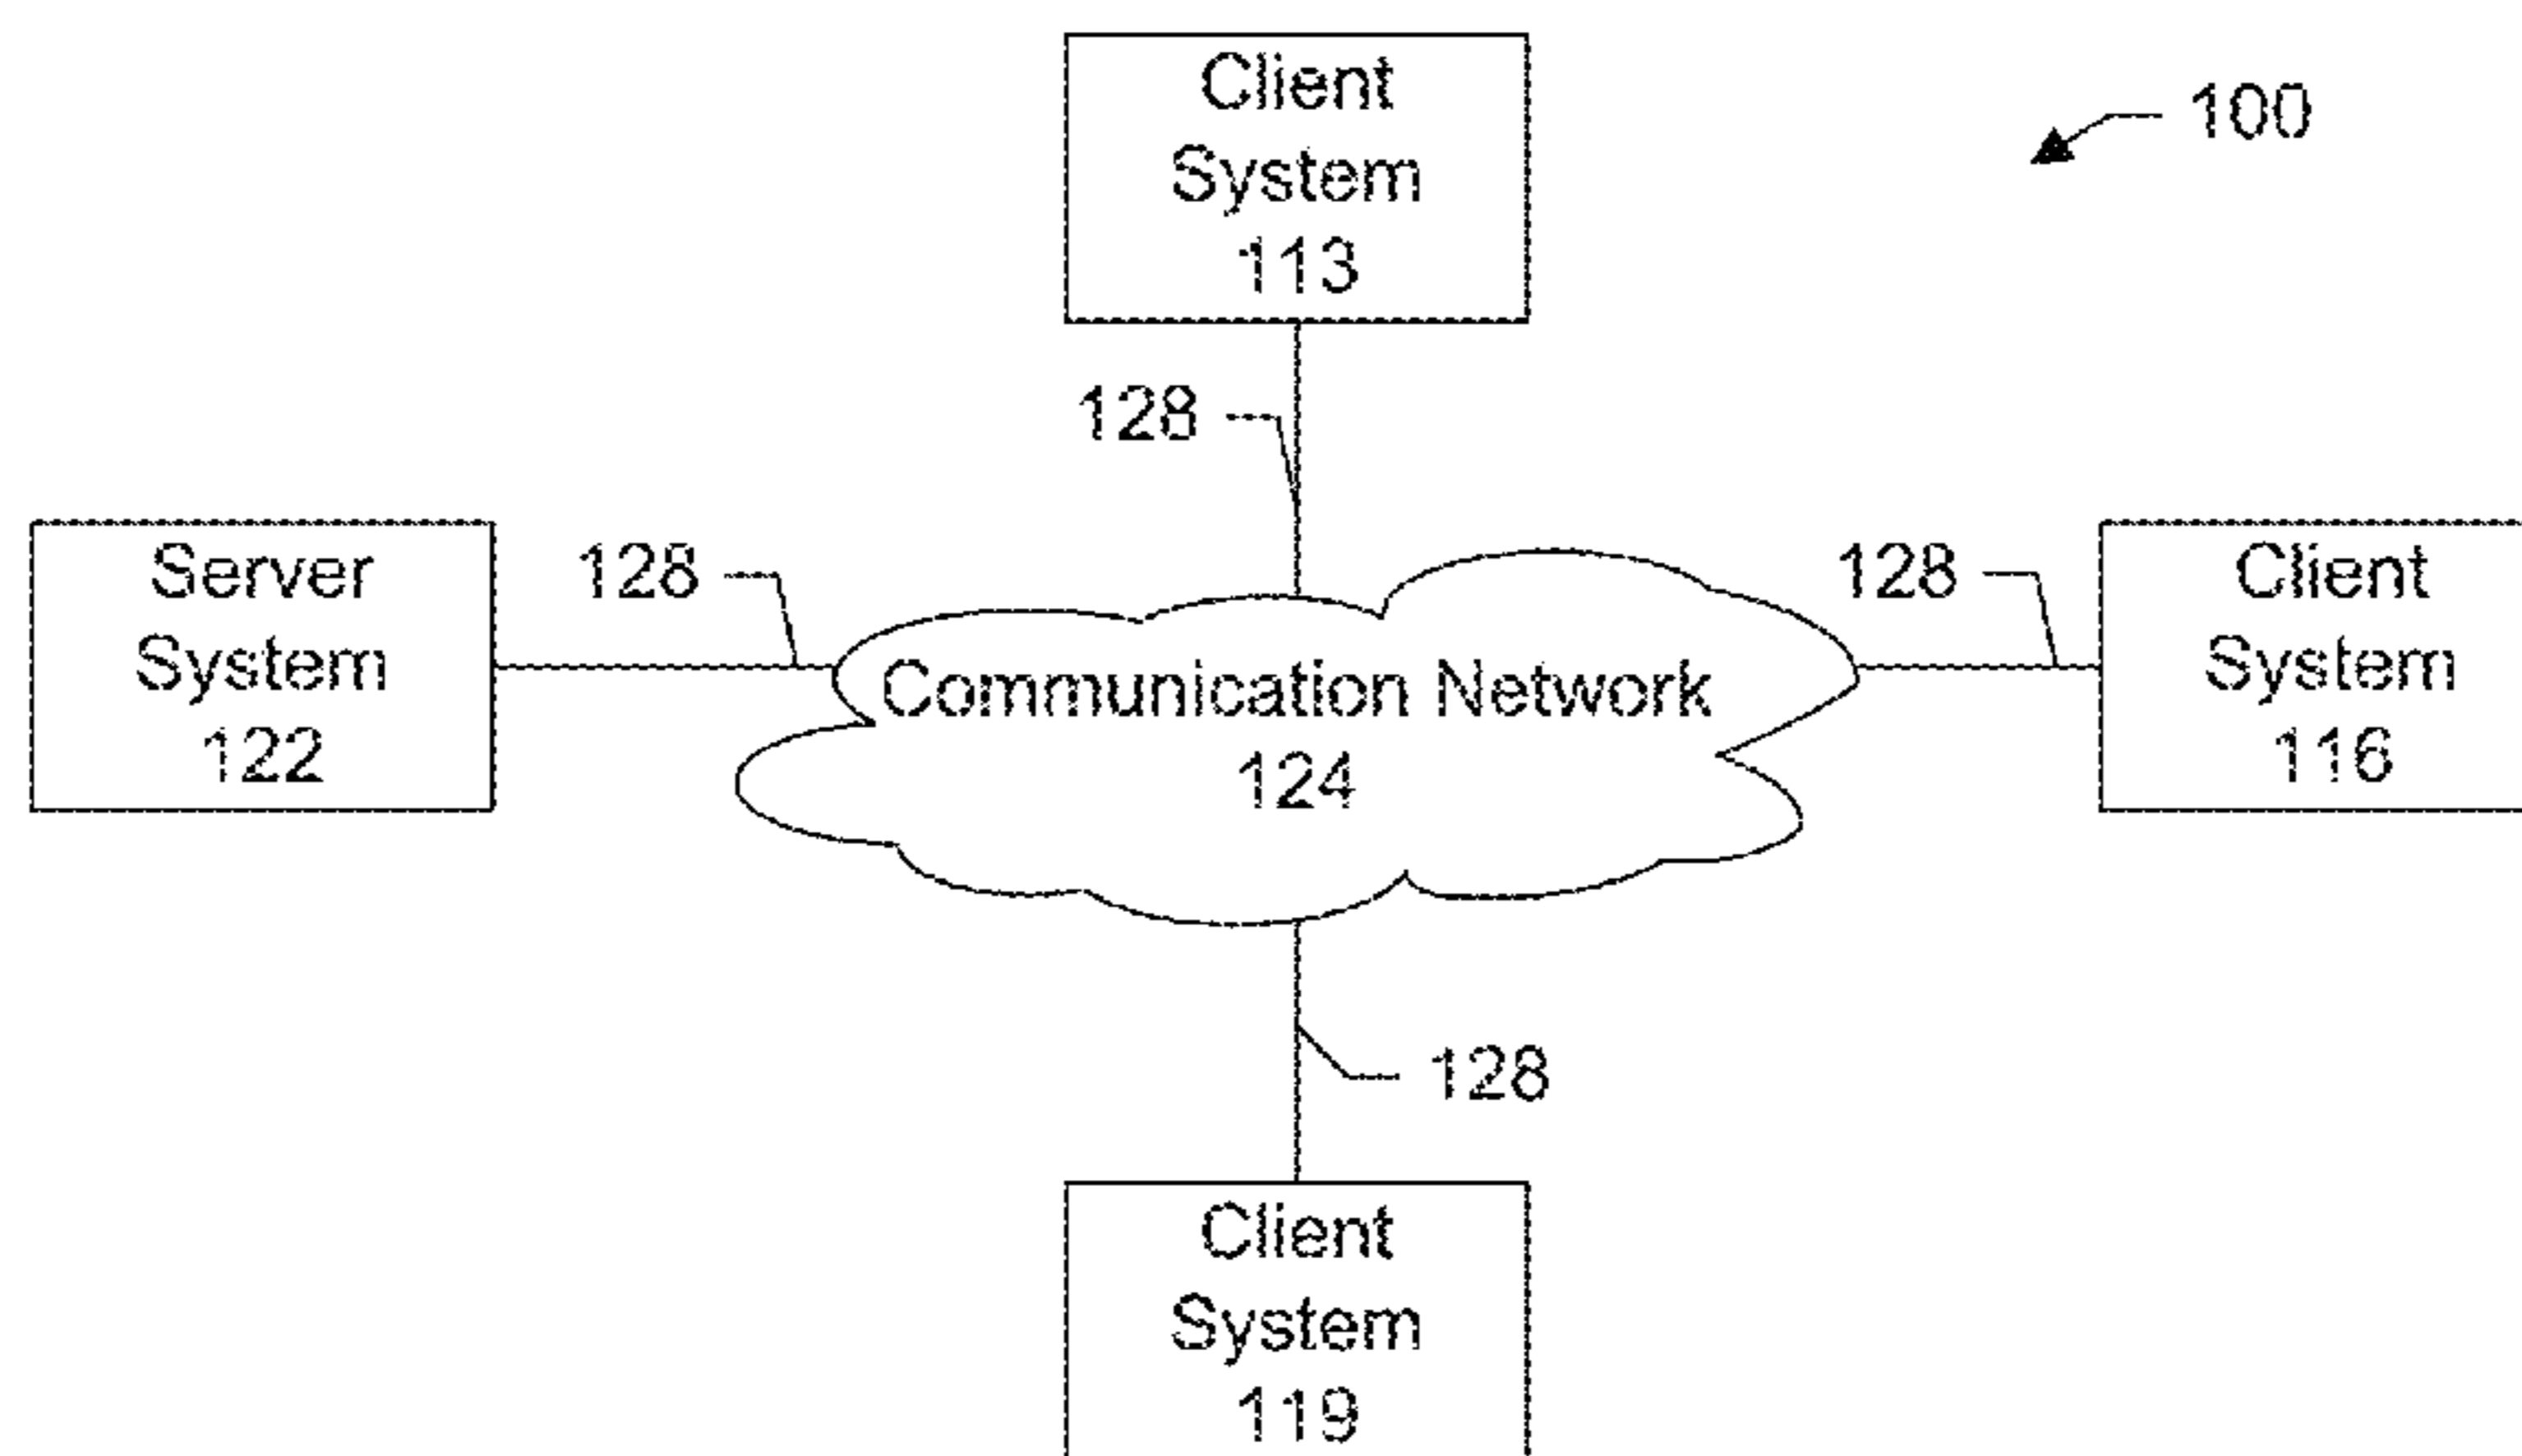 Client
System
113
100
128
Server
System
122
128
128
Client
System
116
Communication Network
124
128
Client
System
119